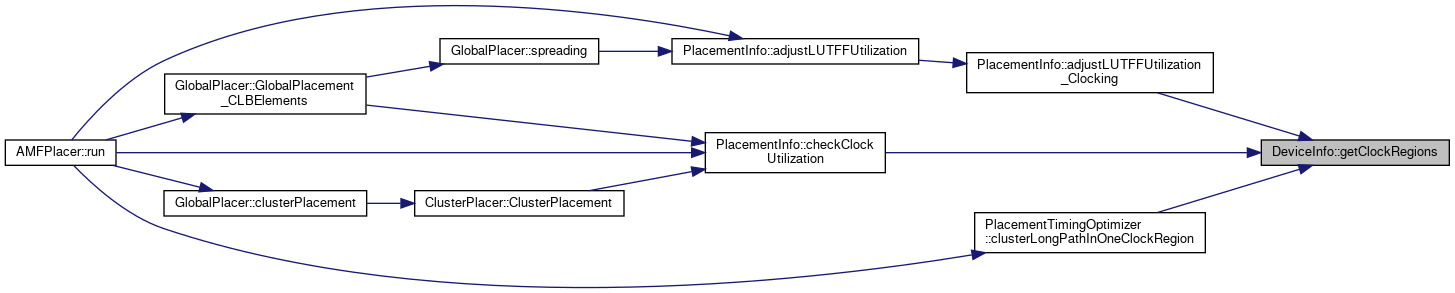 GlobalPlacer::spreading
PlacementInfo::adjustLUTFFUtilization
PlacementInfo::adjustLUTFFUtilization
_Clocking
GlobalPlacer::GlobalPlacement
_CLBElements
AMFPlacer::run
PlacementInfo::checkClock
Utilization
DeviceInfo::getClockRegions
GlobalPlacer::clusterPlacement
ClusterPlacer::ClusterPlacement
PlacementTimingOptimizer
::clusterLongPathInOneClockRegion